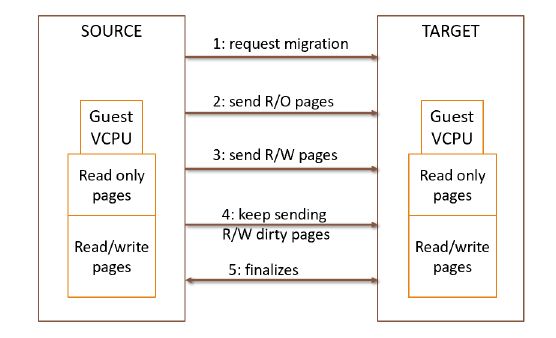 SOURCE
TARGET
1: request migration
2: send R/O pages
3: send R/W pages
4: keep sending
R/W dirty pages
5: finalizes
Guest
VCPU
Read only
pages
Read/write
pages
Guest
VCPU
Read only
pages
Read/write
pages